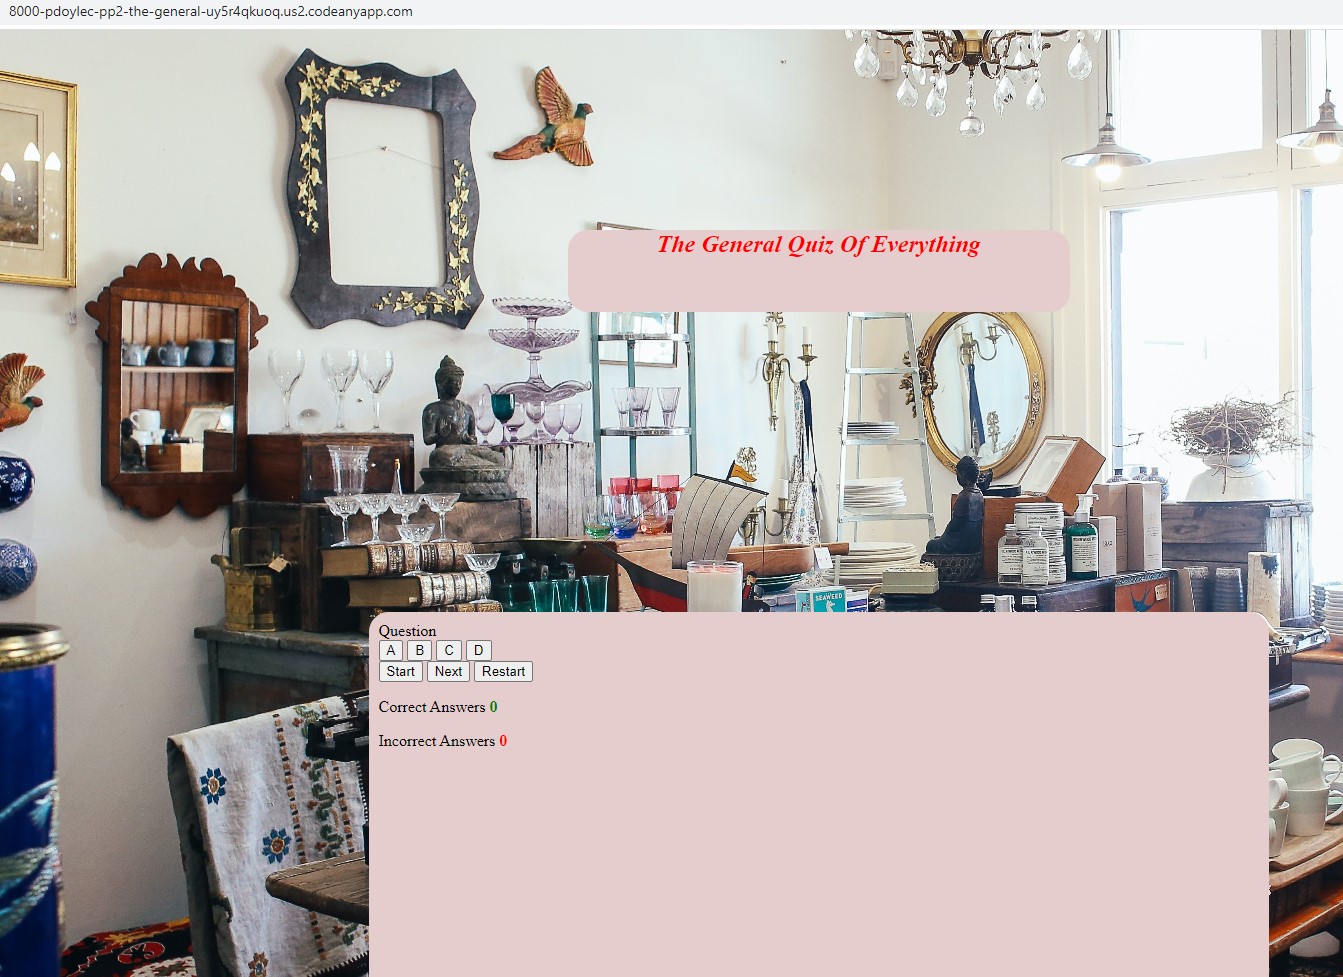 8000-pdoylec-pp2-the-general-uy5r4qkuoq.us2.codeanyapp.com
The General Quiz Of Everything
SEAWEED
Question
A B C D
Start Next Restart
Correct Answers 0
Incorrect Answers 0